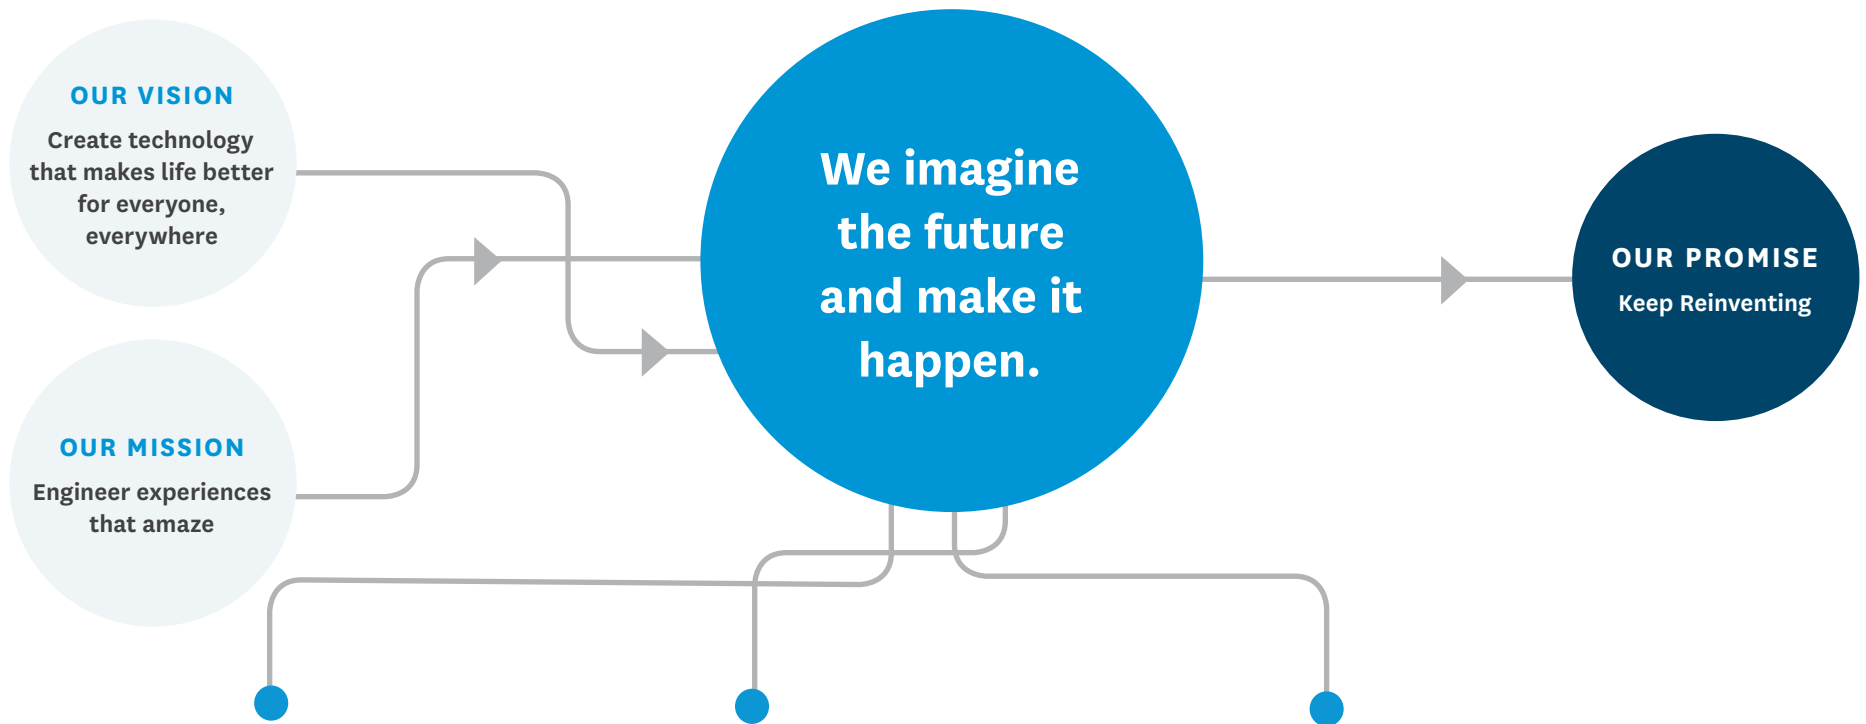 OUR VISION
Create technology
that makes life better
for everyone,
everywhere
OUR MISSION
Engineer experiences
that amaze
We imagine
the future
and make it
happen.
OUR PROMISE
Keep Reinventing